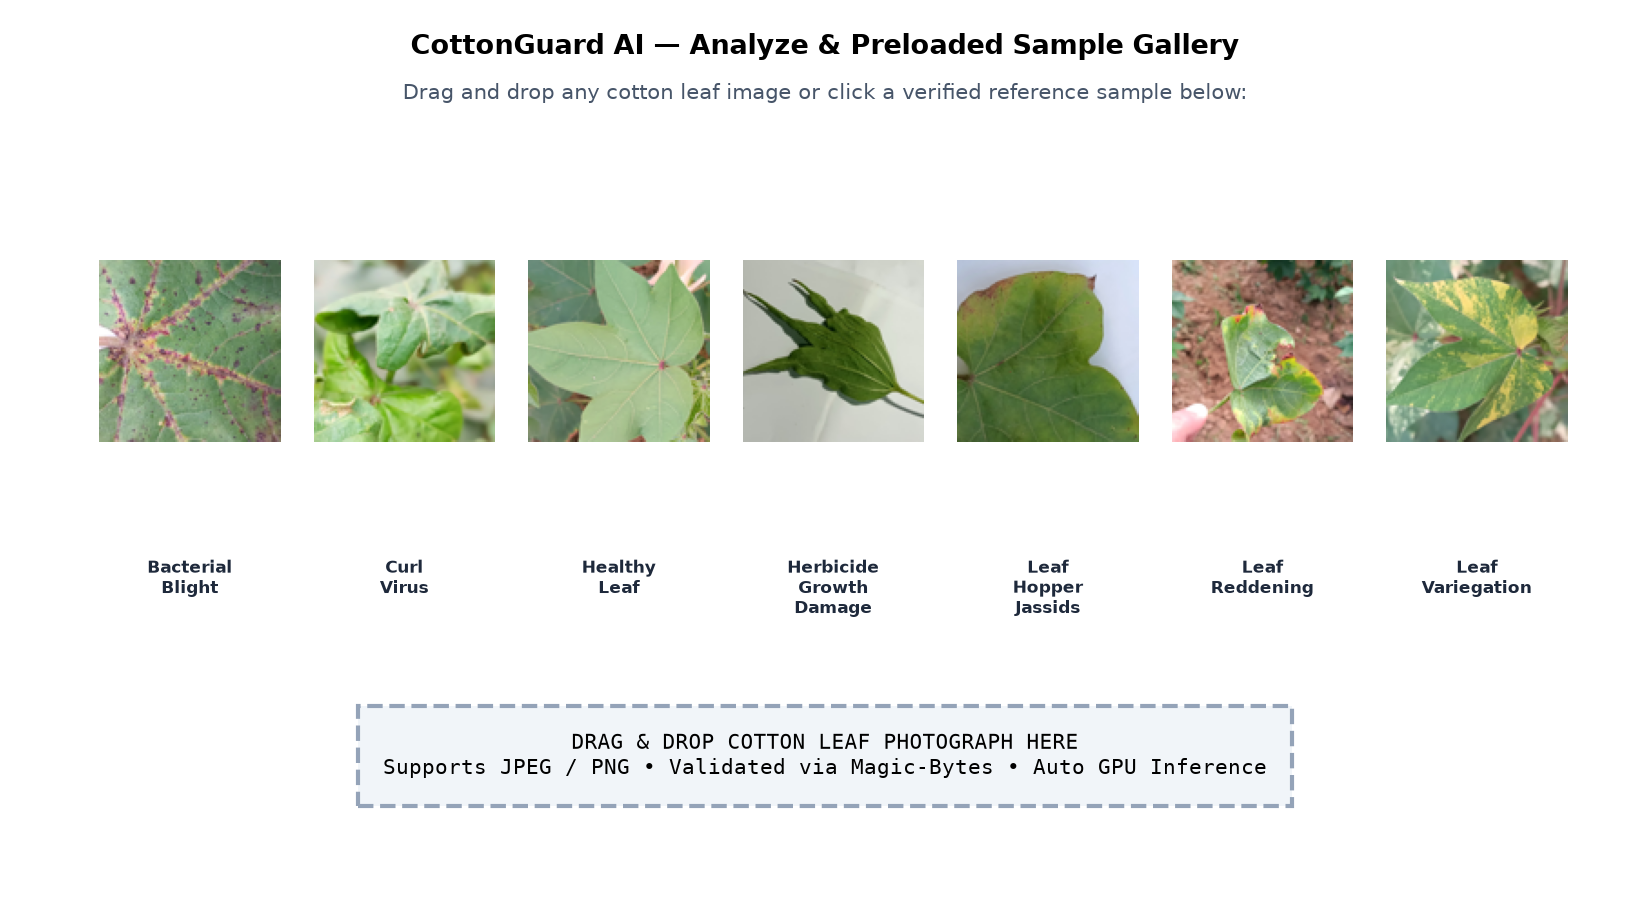 CottonGuard AI — Analyze & Preloaded Sample Gallery
Drag and drop any cotton leaf image or click a verified reference sample below:
Bacterial
Blight
Curl
Virus
Healthy
Leaf
Herbicide
Growth
Damage
Leaf
Hopper
Jassids
Leaf
Reddening
Leaf
Variegation
DRAG & DROP COTTON LEAF PHOTOGRAPH HERE
Supports JPEG / PNG • Validated via Magic-Bytes • Auto GPU Inference